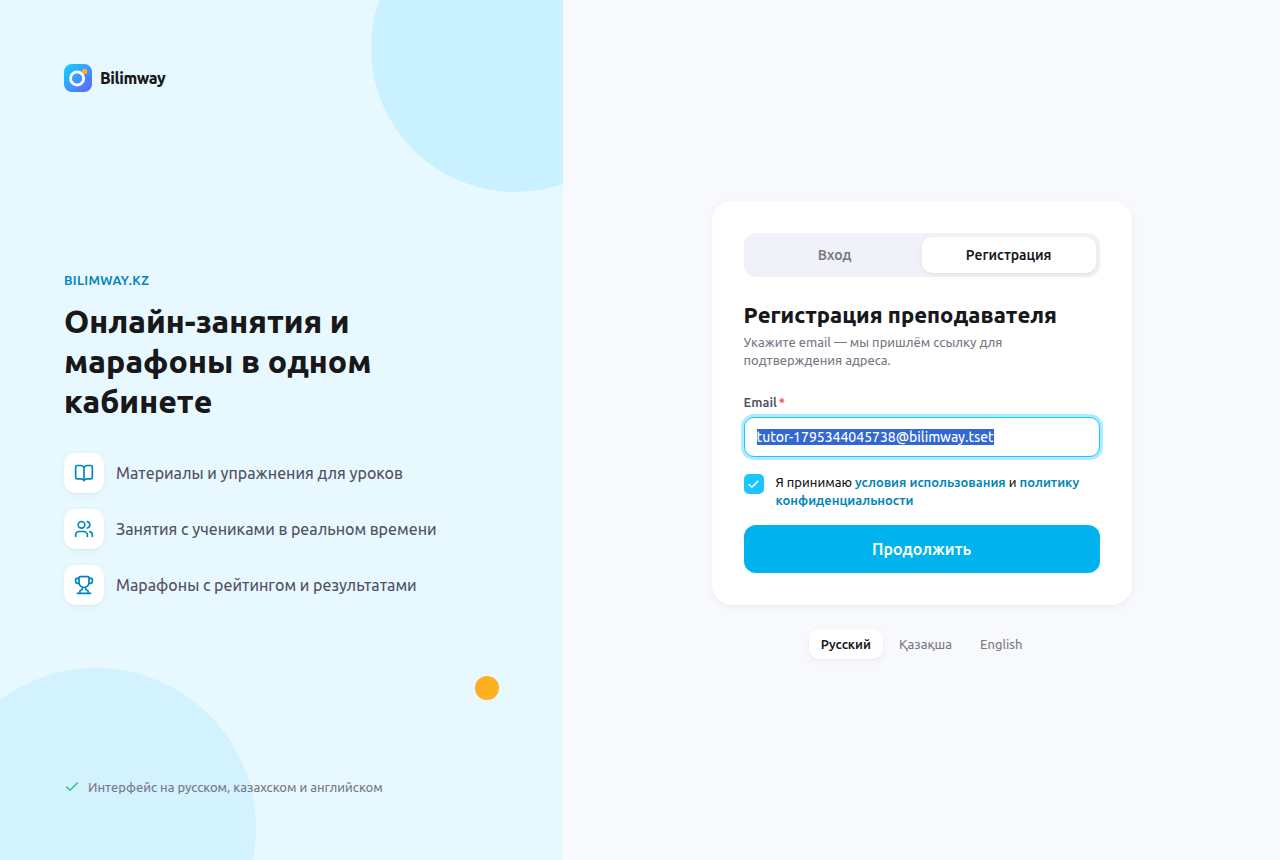 Bilimway
BILIMWAY.KZ
Онлайн-занятия и
марафоны в одном
кабинете
Материалы и упражнения для уроков
Занятия с учениками в реальном времени
Марафоны с рейтингом и результатами
Интерфейс на русском, казахском и английском
Вход
Регистрация
Регистрация преподавателя
Укажите email — мы пришлём ссылку для
подтверждения адреса.
Email *
tutor-1795344045738@bilimway.tset
Я принимаю условия использования и политику
конфиденциальности
Продолжить
Русский
Қазақша
English